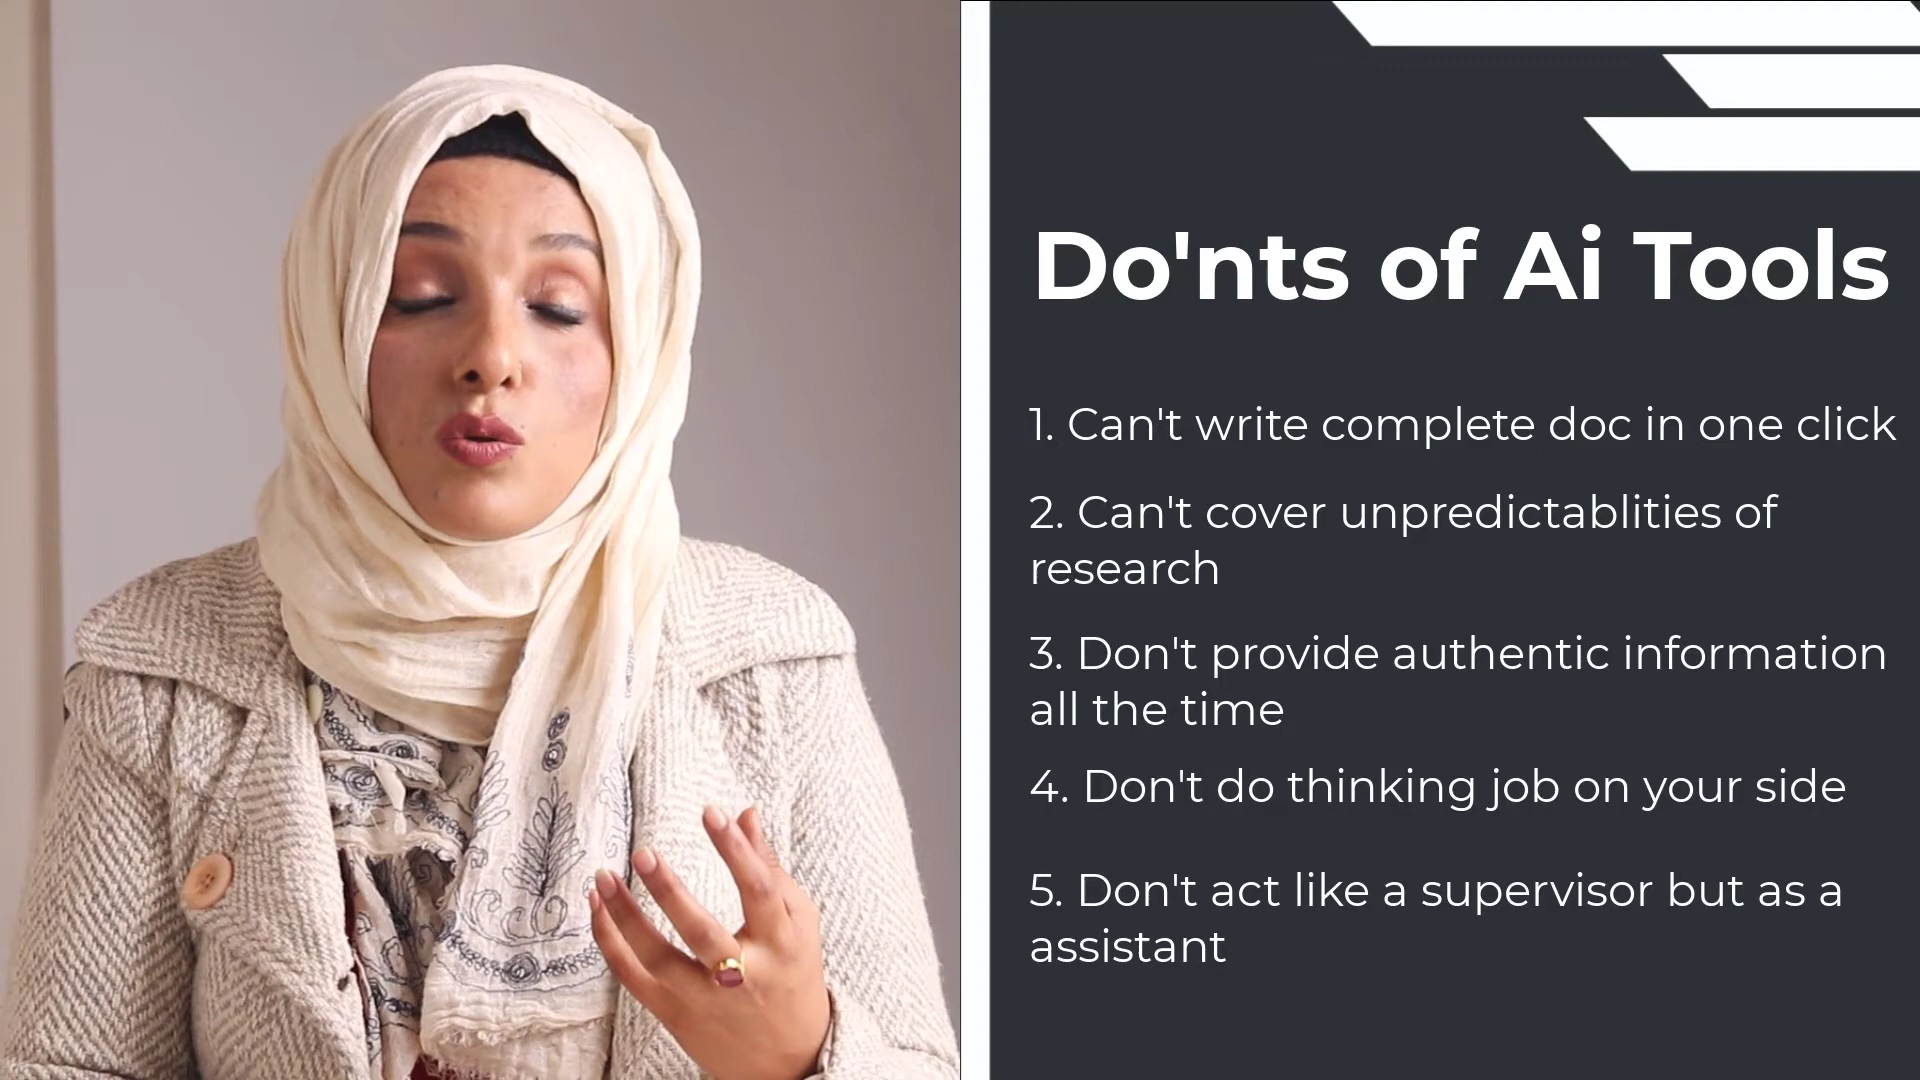 Do'nts of Ai Tools
1. Can't write complete doc in one click
2. Can't cover unpredictablities of
research
3. Don't provide authentic information
all the time
4. Don't do thinking job on your side
5. Don't act like a supervisor but as a
assistant